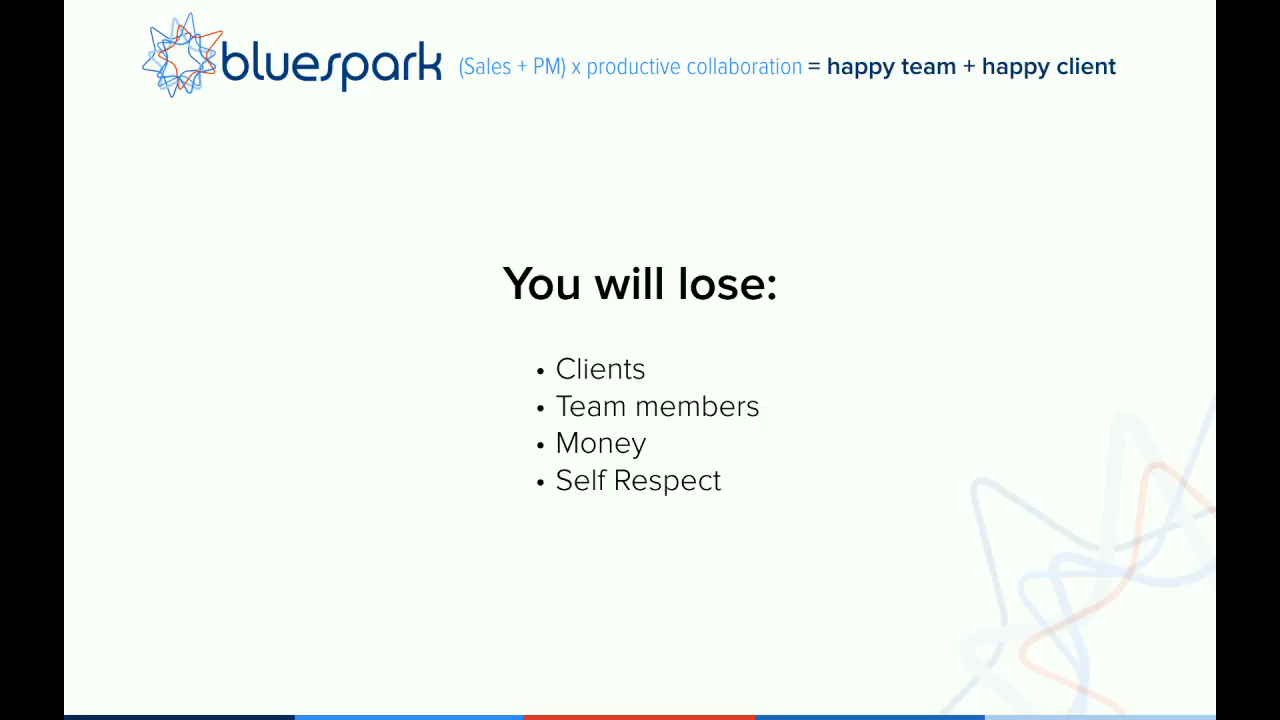 bluespark (Sales + PM) x productive collaboration = happy team + happy client
You will lose:
• Clients
• Team members
• Money
• Self Respect